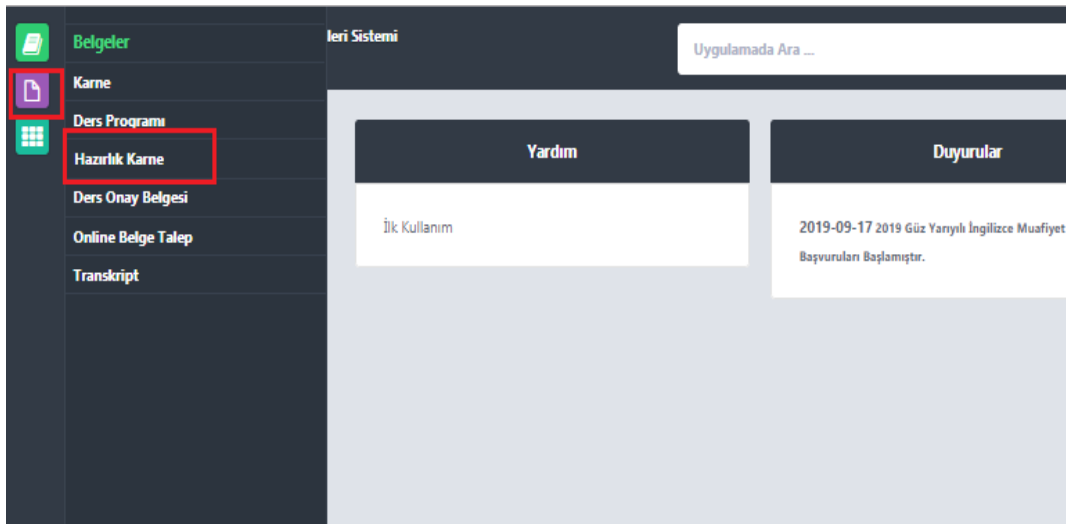 Belgeler
Karne
Ders Programı
Hazırlık Karne
Ders Onay Belgesi
Online Belge Talep
Transkript
leri Sistemi
Uygulamada Ara ...
Yardım
İlk Kullanım
Duyurular
2019-09-17 2019 Güz Yarıyılı İngilizce Muafiyet
Başvuruları Başlamıştır.